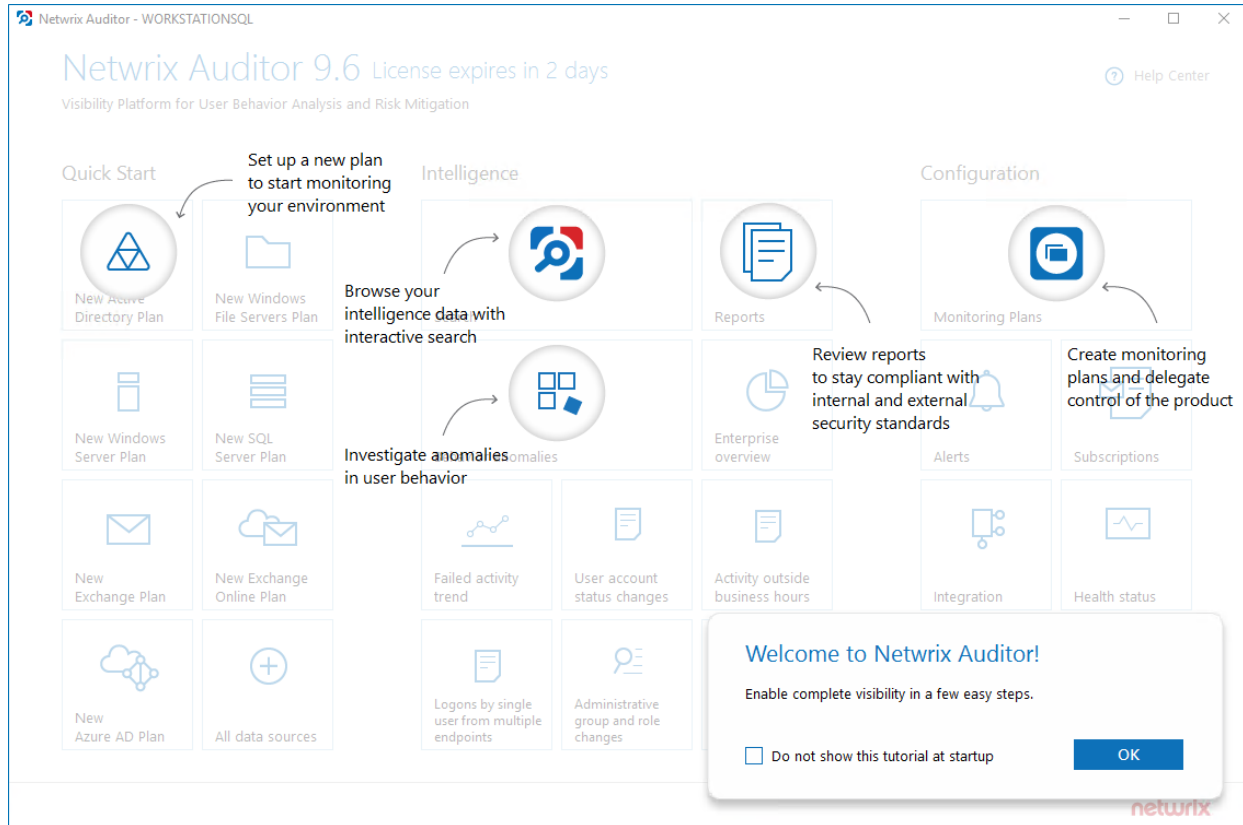 Netwrix Auditor - WORKSTATIONSQL
Netwrix Auditor 9.6 License expires in 2 days
Help Center
Visibility Platform for User Behavior Analysis and Risk Mitigation
Quick Start
Set up a new plan
to start monitoring
your environment
Intelligence
Configuration
New Active
Directory Plan
New Windows
File Servers Plan
Browse your
intelligence data with
interactive search
Reports
Monitoring Plans
Review reports
to stay compliant with
internal and external
security standards
Create monitoring
plans and delegate
control of the product
New Windows
Server Plan
New SQL
Server Plan
Investigate anomalies
in user behavior
anomalies
Enterprise
overview
Alerts
Subscriptions
New
Exchange Plan
New Exchange
Online Plan
Failed activity
trend
User account
status changes
Activity outside
business hours
Integration
Health status
New
Azure AD Plan
All data sources
Logons by single
user from multiple
endpoints
Administrative
group and role
changes
Welcome to Netwrix Auditor!
Enable complete visibility in a few easy steps.
Do not show this tutorial at startup
OK
netwrix